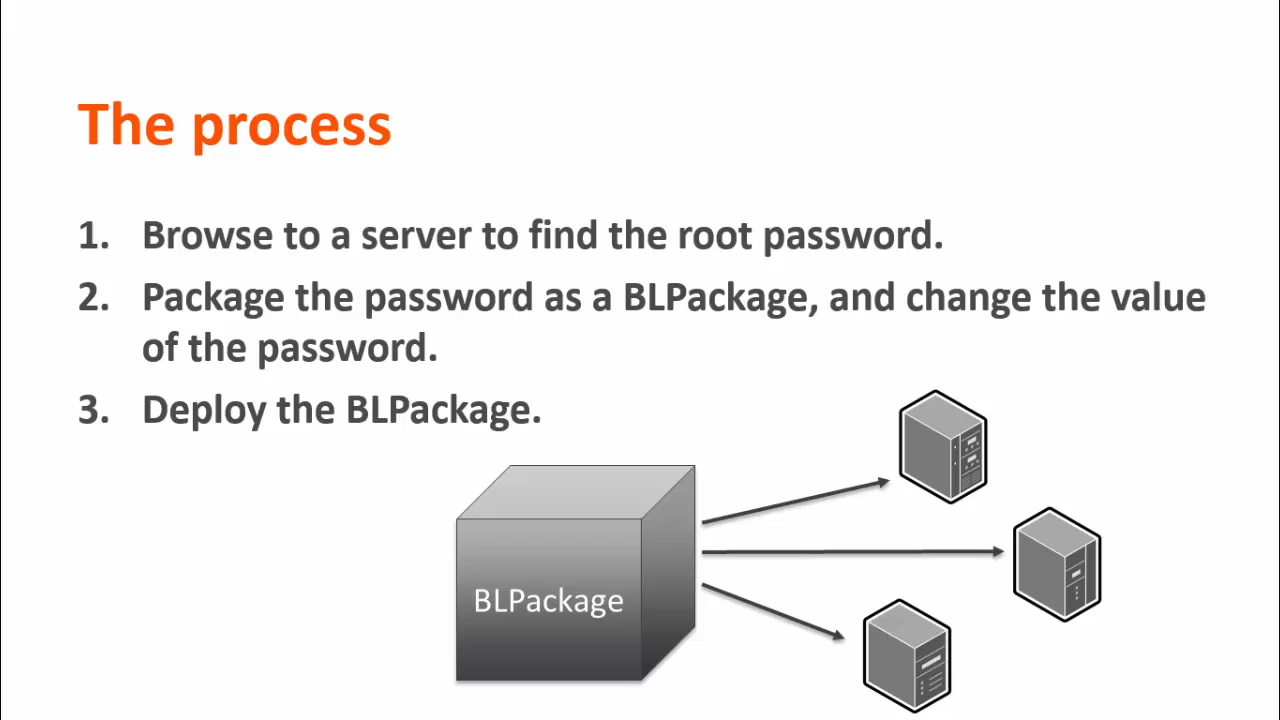 The process
1. Browse to a server to find the root password.
2. Package the password as a BLPackage, and change the value
of the password.
3. Deploy the BLPackage.
BLPackage